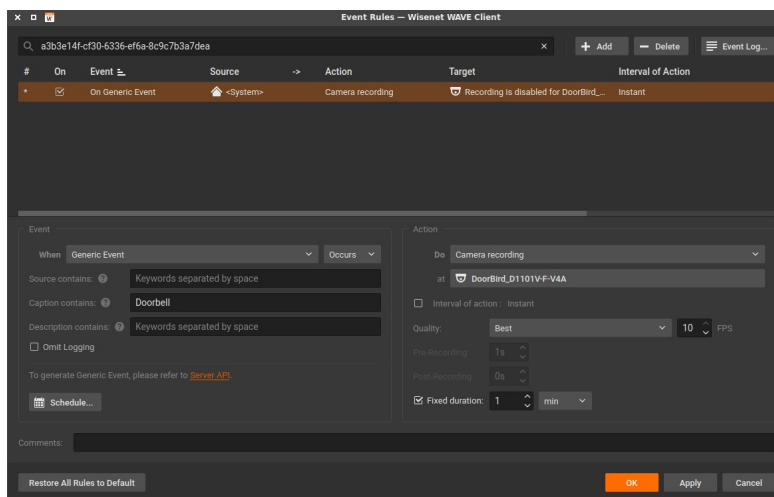 Event Rules — Wisenet WAVE Client
a3b3e14f-cf30-6336-ef6a-8c9c7b3a7dea
Add
Delete
Event Log...
# On Event Source -> Action Target Interval of Action
* On Generic Event <System> Camera recording Recording is disabled for DoorBird_... Instant
Event
When Generic Event Occurs
Source contains: ? Keywords separated by space
Caption contains: ? Doorbell
Description contains: ? Keywords separated by space
Omit Logging
To generate Generic Event, please refer to Server API.
Schedule...
Action
Do Camera recording
at DoorBird_D1101V-F-V4A
Interval of action : Instant
Quality: Best 10 FPS
Pre-Recording: 1s
Post-Recording: 0s
Fixed duration: 1 min
Comments:
Restore All Rules to Default
OK Apply Cancel